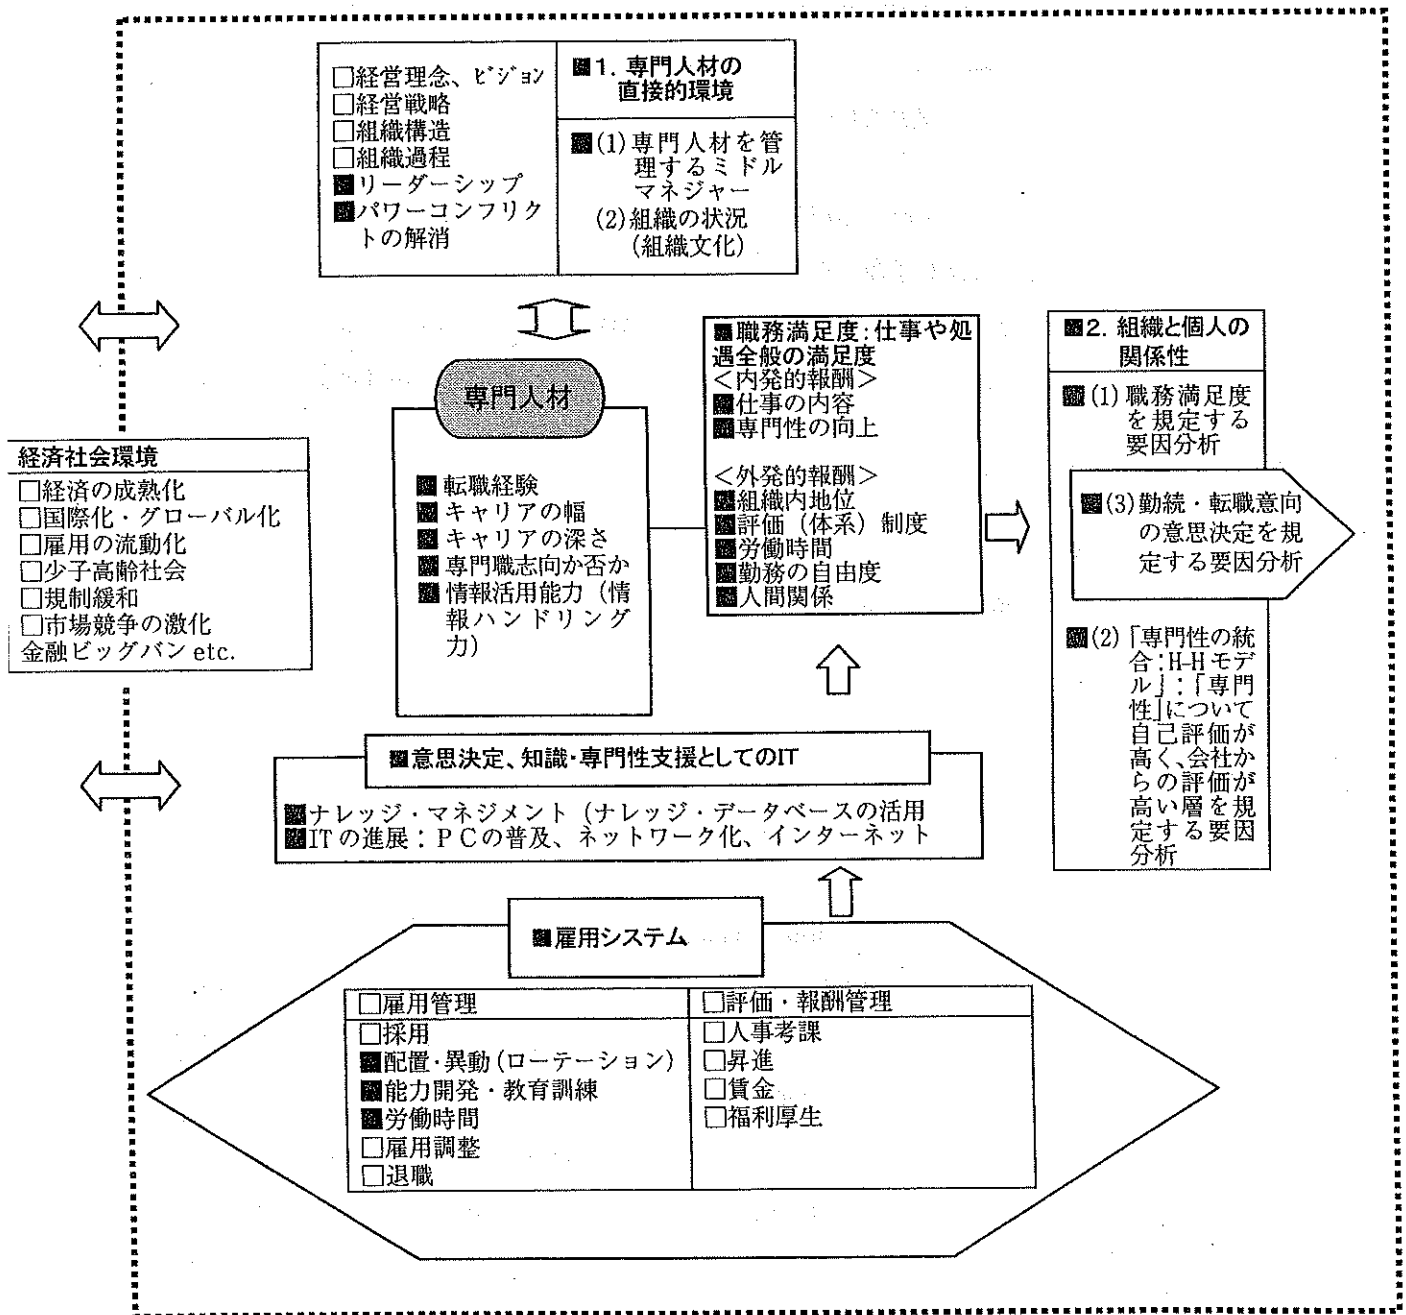 □経営理念、ビジョン
□経営戦略
□組織構造
□組織過程
■リーダーシップ
■パワーコンフリク
トの解消
■1. 専門人材の
直接的環境
■(1)専門人材を管
理するミドル
マネジャー
(2)組織の状況
(組織文化)
専門人材
■転職経験
■キャリアの幅
■キャリアの深さ
■専門職志向か否か
■情報活用能力（情
報ハンドリング
力）
■職務満足度:仕事や処
遇全般の満足度
＜内発的報酬＞
■仕事の内容
■専門性の向上
＜外発的報酬＞
■組織内地位
■評価（体系）制度
■労働時間
■勤務の自由度
■人間関係
■2. 組織と個人の
関係性
■(1)職務満足度
を規定する
要因分析
■(3)勤続・転職意向
の意思決定を規
定する要因分析
■(2)「専門性の統
合:H-Hモデ
ル」:「専門
性」について
自己評価が
高く、会社か
らの評価が
高い層を規
定する要因
分析
経済社会環境
□経済の成熟化
□国際化・グローバル化
□雇用の流動化
□少子高齢社会
□規制緩和
□市場競争の激化
金融ビッグバン etc.
■意思決定、知識・専門性支援としてのIT
■ナレッジ・マネジメント（ナレッジ・データベースの活用
■ITの進展：ＰＣの普及、ネットワーク化、インターネット
■雇用システム
□雇用管理
□採用
■配置・異動(ローテーション)
■能力開発・教育訓練
■労働時間
□雇用調整
□退職
□評価・報酬管理
□人事考課
□昇進
□賃金
□福利厚生